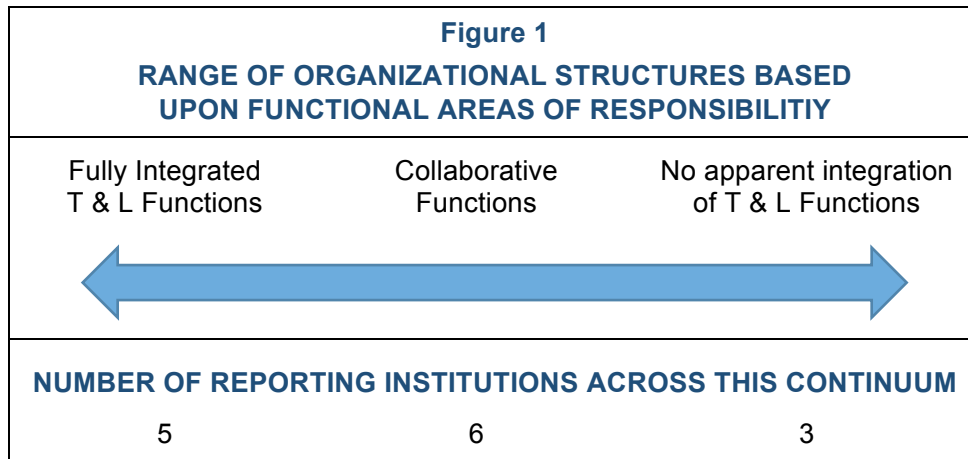 Figure 1
RANGE OF ORGANIZATIONAL STRUCTURES BASED
UPON FUNCTIONAL AREAS OF RESPONSIBILITIY
Fully Integrated
T & L Functions
Collaborative
Functions
No apparent integration
of T & L Functions
NUMBER OF REPORTING INSTITUTIONS ACROSS THIS CONTINUUM
5 6 3